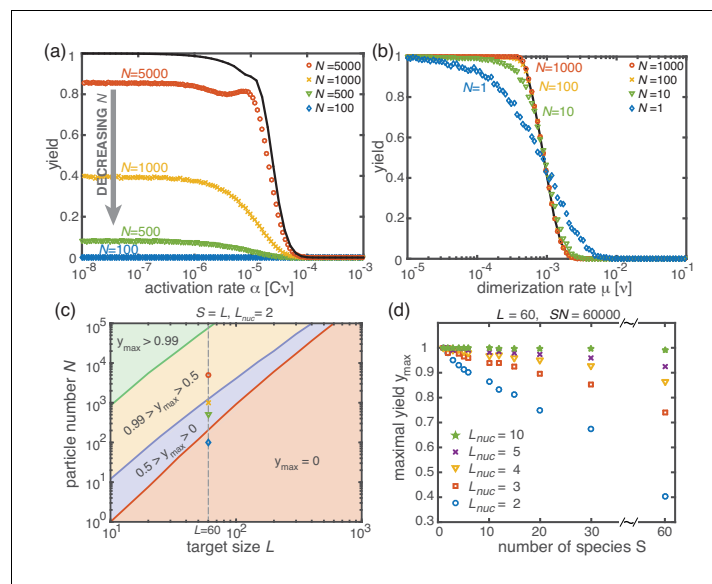 (a)
yield
1
0.8
0.6
0.4
0.2
0
N=5000
N=1000
N=500
N=100
DECREASING N
N=5000
N=1000
N=500
N=100
10^-8 10^-7 10^-6 10^-5 10^-4 10^-3
activation rate α [Cν]
(b)
yield
1
0.8
0.6
0.4
0.2
0
N=1000
N=100
N=10
N=1
N=1000
N=100
N=10
N=1
10^-5 10^-4 10^-3 10^-2 10^-1
dimerization rate μ [ν]
(c)
S = L, L_nuc = 2
particle number N
10^5
10^4
10^3
10^2
10^1
10^0
y_max > 0.99
0.99 > y_max > 0.5
0.5 > y_max > 0
y_max = 0
10^1 L=60 10^2 10^3
target size L
(d)
L = 60, SN = 60000
maximal yield y_max
1
0.9
0.8
0.7
0.6
0.5
0.4
0.3
L_nuc = 10
L_nuc = 5
L_nuc = 4
L_nuc = 3
L_nuc = 2
0 10 20 30 60
number of species S